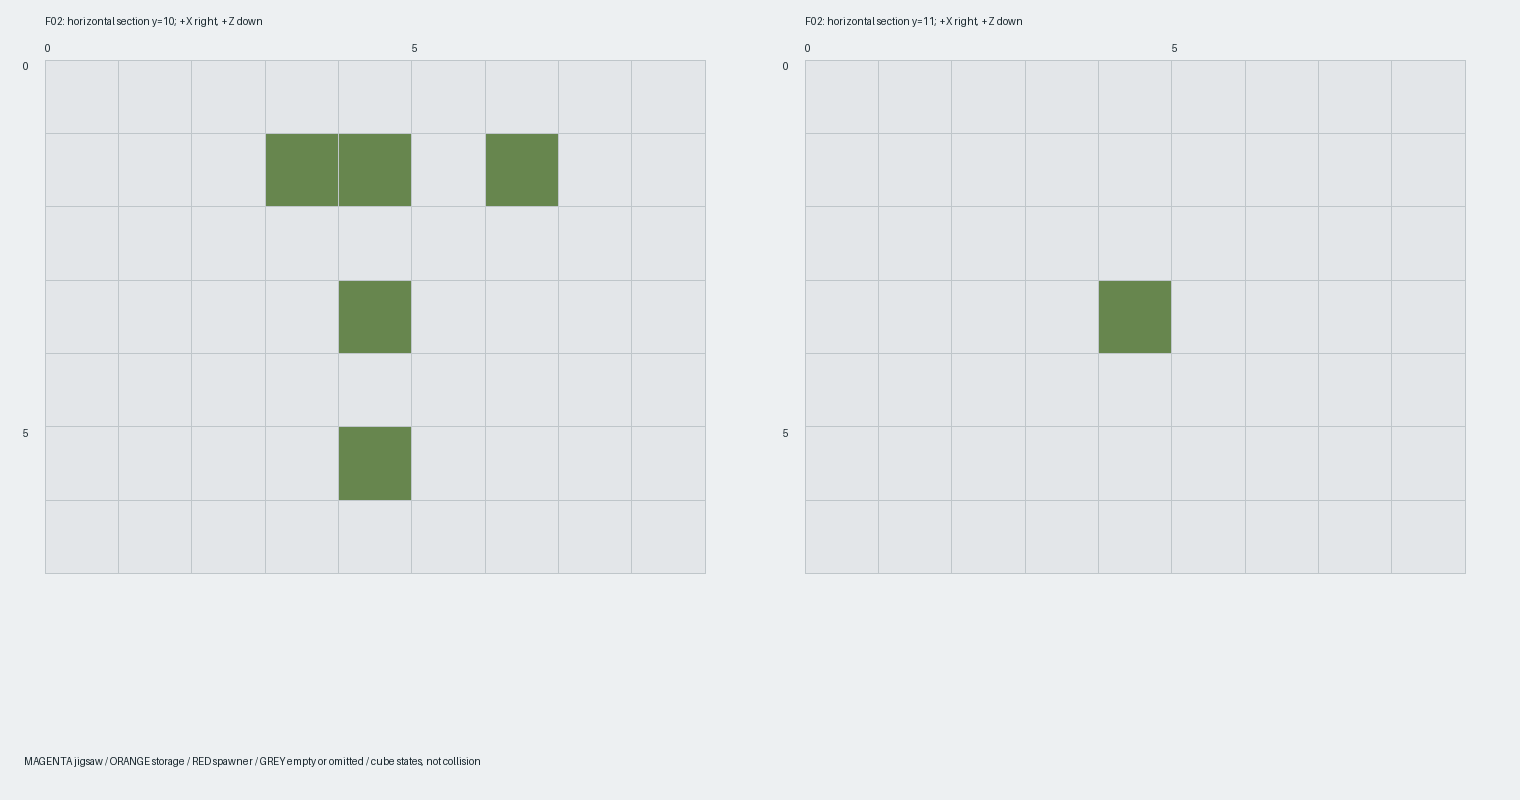 F02: horizontal section y=10; +X right, +Z down
F02: horizontal section y=11; +X right, +Z down
0 5
0 5
0
0
5
5
MAGENTA jigsaw / ORANGE storage / RED spawner / GREY empty or omitted / cube states, not collision